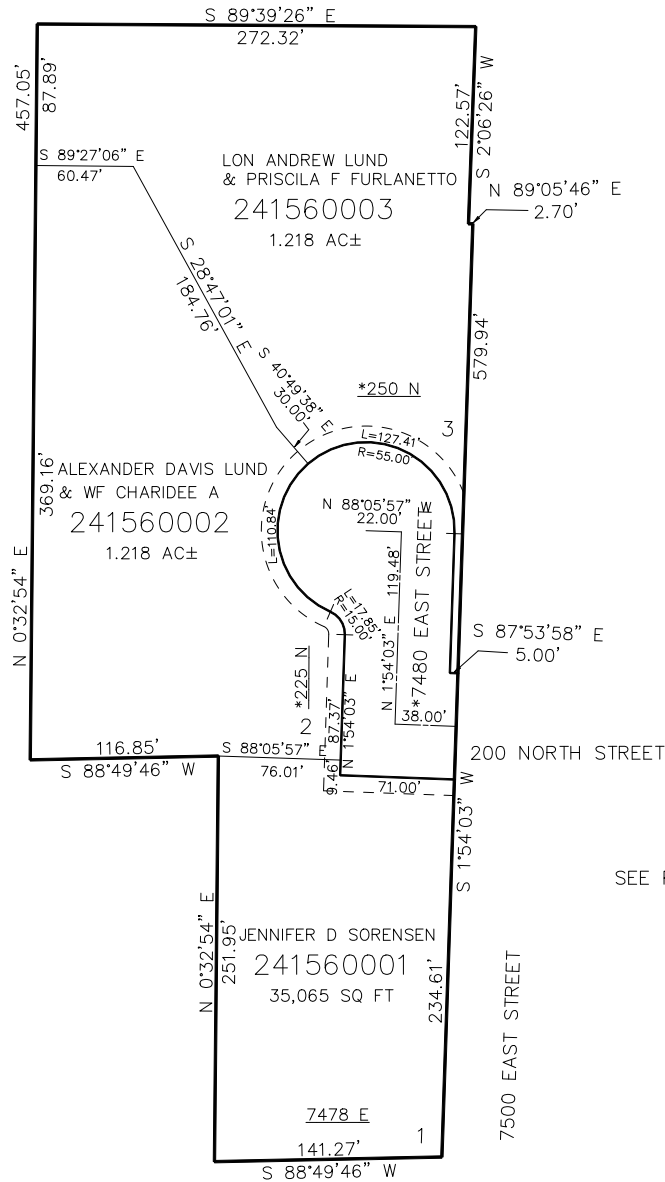 S 89°39'26" E
272.32'
457.05'
87.89'
122.57'
S 2°06'26" W
S 89°27'06" E
60.47'
LON ANDREW LUND
& PRISCILA F FURLANETTO
241560003
1.218 AC±
N 89°05'46" E
2.70'
S 28°47'01" E
184.76'
S 40°49'38" E
30.00'
579.94'
*250 N
3
L=127.41'
R=55.00'
ALEXANDER DAVIS LUND
& WF CHARIDEE A
241560002
1.218 AC±
369.16'
N 0°32'54" E
L=110.84'
N 88°05'57" W
22.00'
119.48'
N 1°54'03" E
*7480 EAST STREET
L=17.85'
R=15.00'
S 87°53'58" E
5.00'
*225 N
2
87.37'
N 1°54'03" E
38.00'
116.85'
S 88°49'46" W
S 88°05'57" E
76.01'
9.46'
71.00'
200 NORTH STREET
S 1°54'03" W
SEE
N 0°32'54" E
251.95'
JENNIFER D SORENSEN
241560001
35,065 SQ FT
234.61'
7500 EAST STREET
7478 E
1
141.27'
S 88°49'46" W